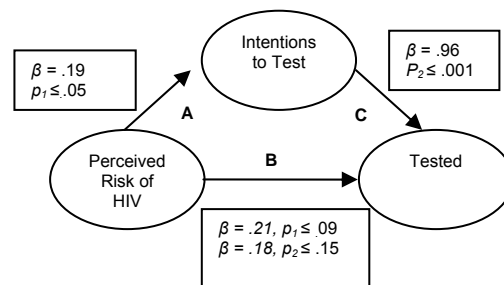 Intentions
to Test
β = .19
p₁ ≤ .05
β = .96
P₂ ≤ .001
A
C
B
Perceived
Risk of
HIV
Tested
β = .21, p₁ ≤ .09
β = .18, p₂ ≤ .15